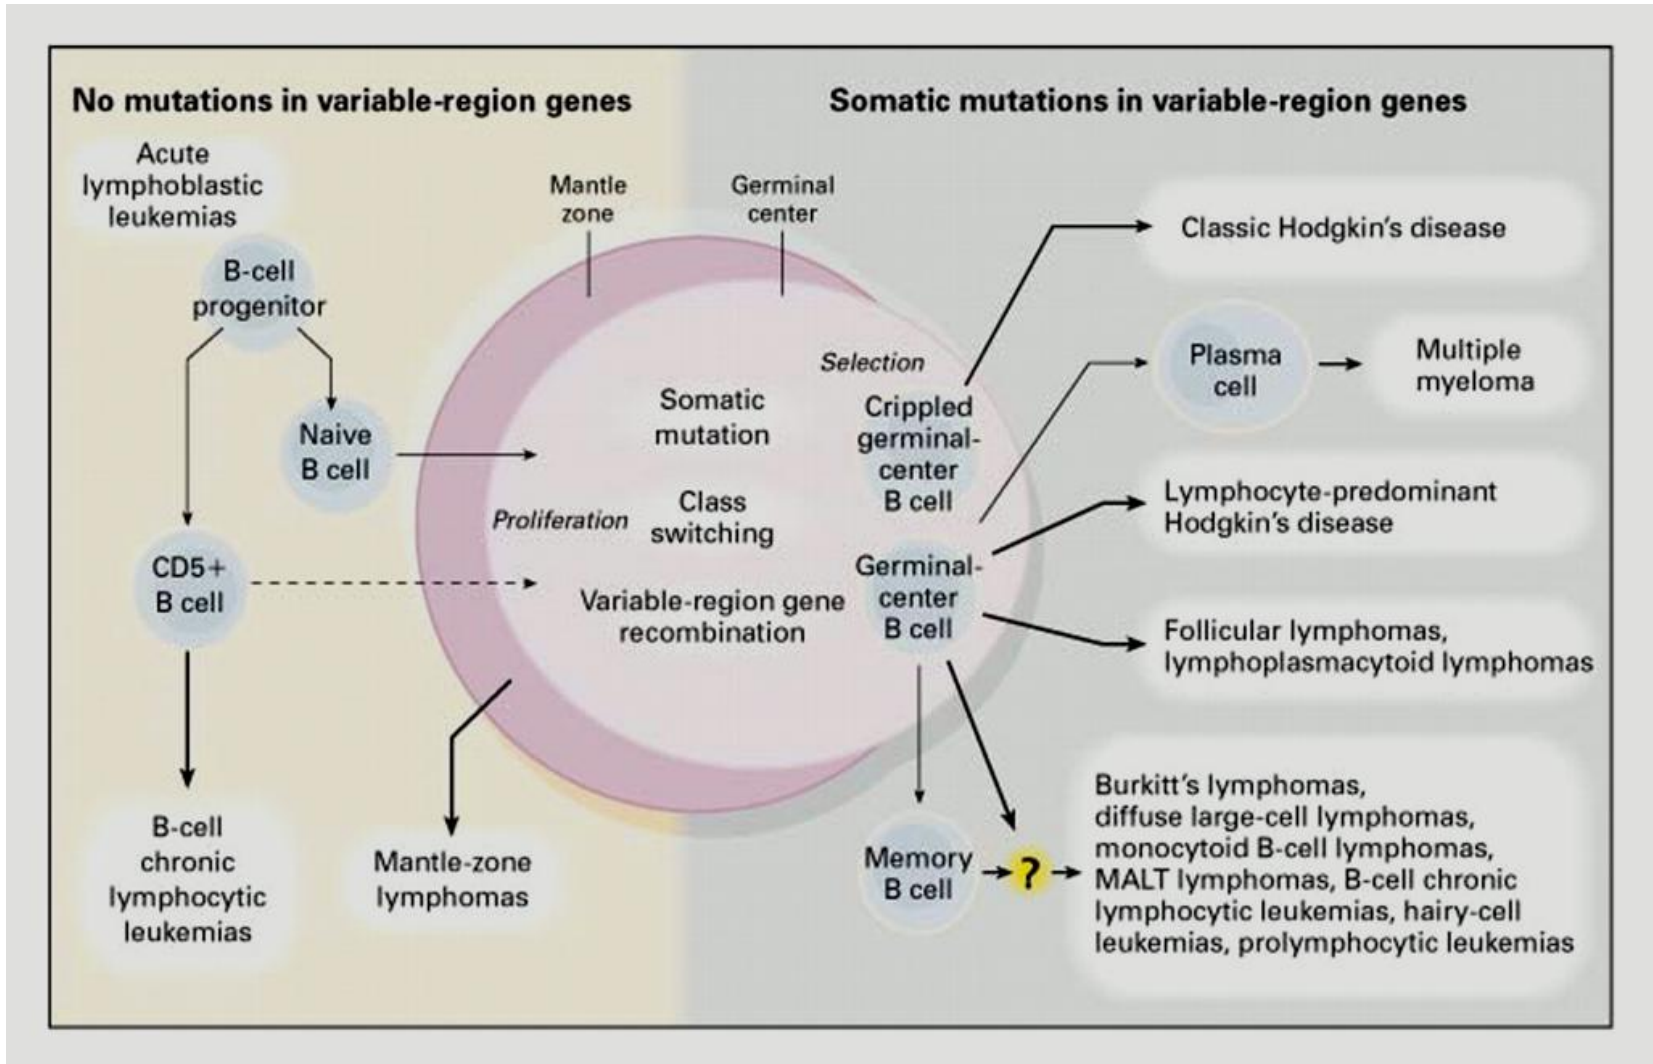 No mutations in variable-region genes
Somatic mutations in variable-region genes
Acute
lymphoblastic
leukemias
B-cell
progenitor
Naive
B cell
CD5+
B cell
B-cell
chronic
lymphocytic
leukemias
Mantle
zone
Germinal
center
Selection
Somatic
mutation
Proliferation
Class
switching
Variable-region gene
recombination
Crippled
germinal-
center
B cell
Germinal-
center
B cell
Mantle-zone
lymphomas
Classic Hodgkin's disease
Plasma
cell
Multiple
myeloma
Lymphocyte-predominant
Hodgkin's disease
Follicular lymphomas,
lymphoplasmacytoid lymphomas
Memory
B cell
?
Burkitt's lymphomas,
diffuse large-cell lymphomas,
monocytoid B-cell lymphomas,
MALT lymphomas, B-cell chronic
lymphocytic leukemias, hairy-cell
leukemias, prolymphocytic leukemias